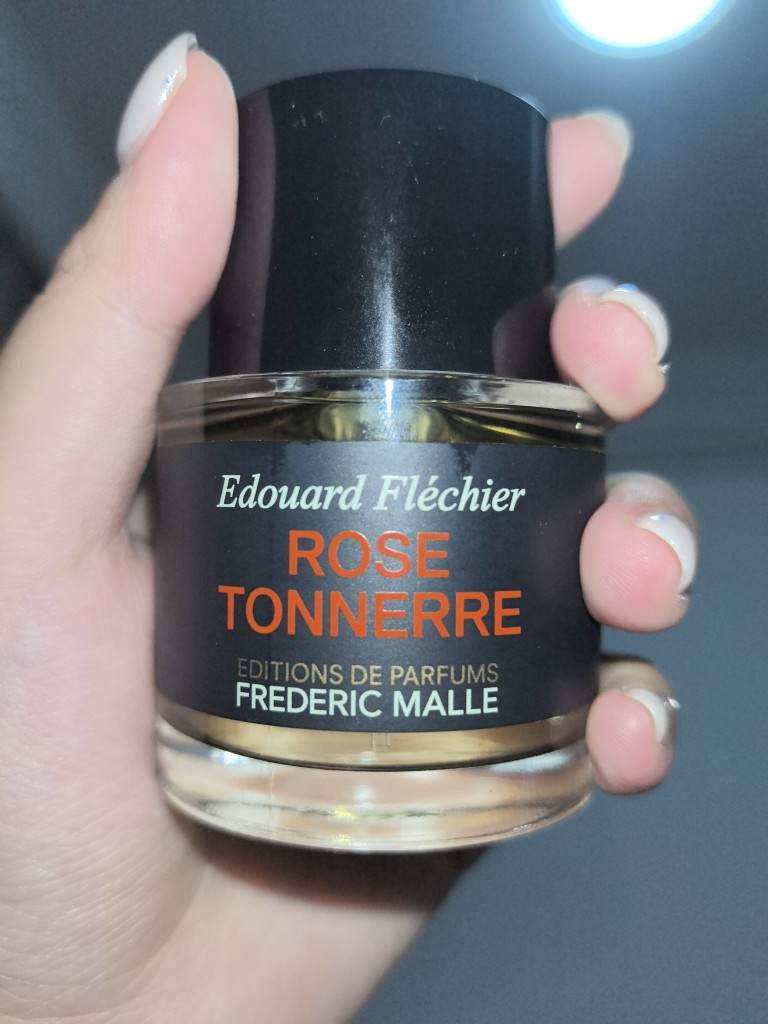 Edouard Fléchier
ROSE
TONNERRE
EDITIONS DE PARFUMS
FREDERIC MALLE